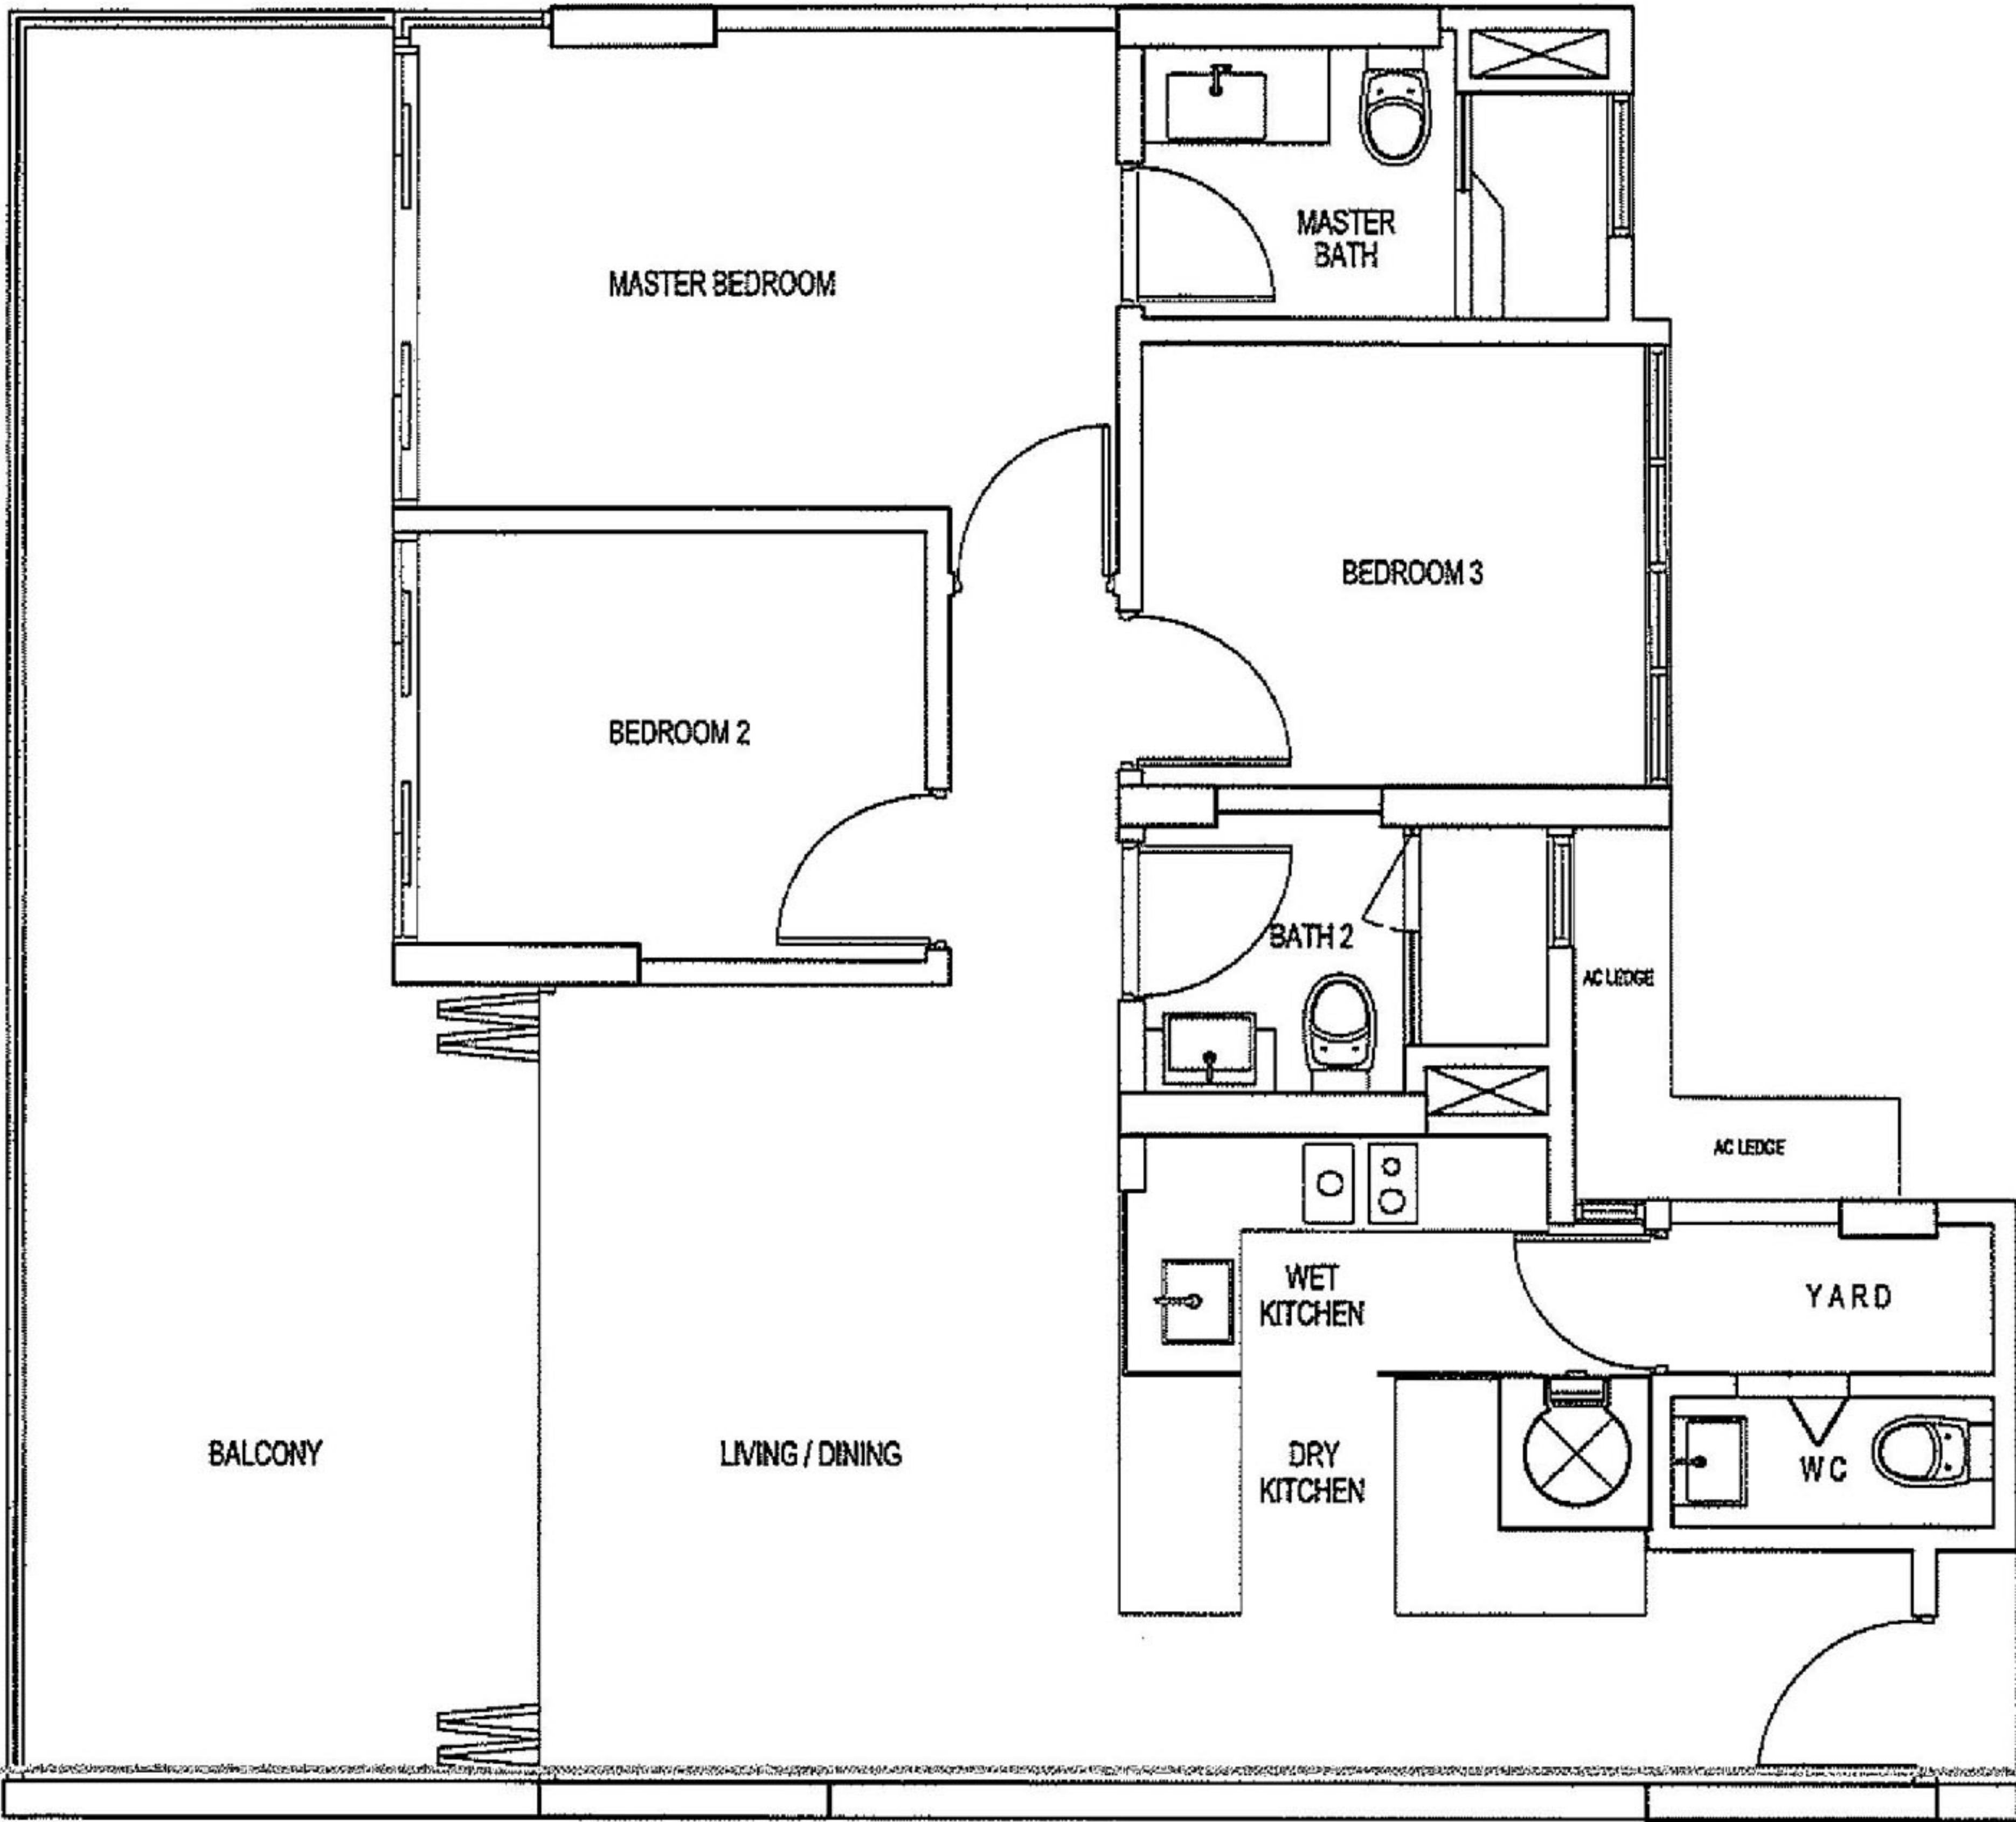 MASTER
BATH
MASTER BEDROOM
BEDROOM 3
BEDROOM 2
BATH 2
AC LEDGE
AC LEDGE
WET
KITCHEN
YARD
BALCONY
LIVING / DINING
DRY
KITCHEN
WC